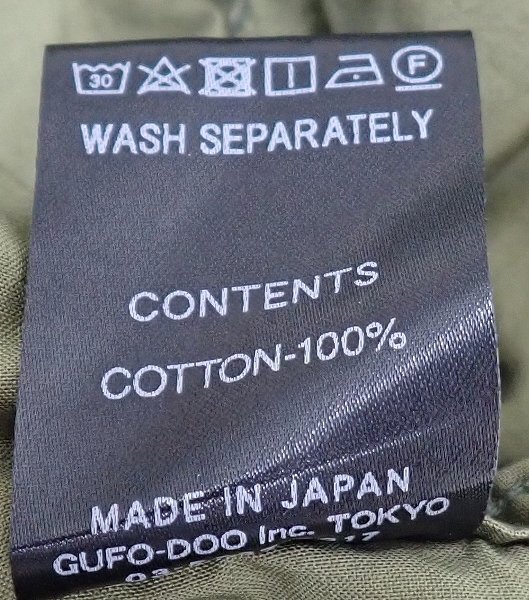 30 F
WASH SEPARATELY
CONTENTS
COTTON-100%
MADE IN JAPAN
GUFO-DOO Inc. TOKYO